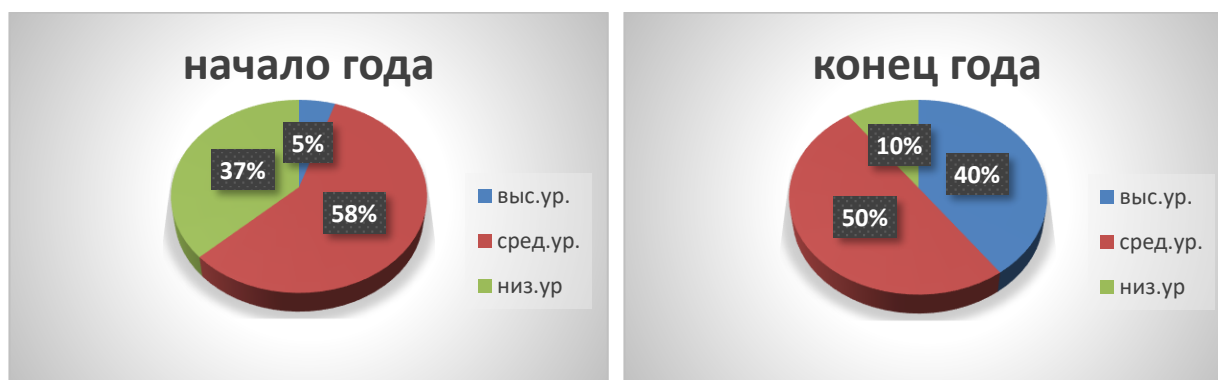 начало года
5%
37%
58%
выс.ур.
сред.ур.
низ.ур
конец года
10%
40%
50%
выс.ур.
сред.ур.
низ.ур